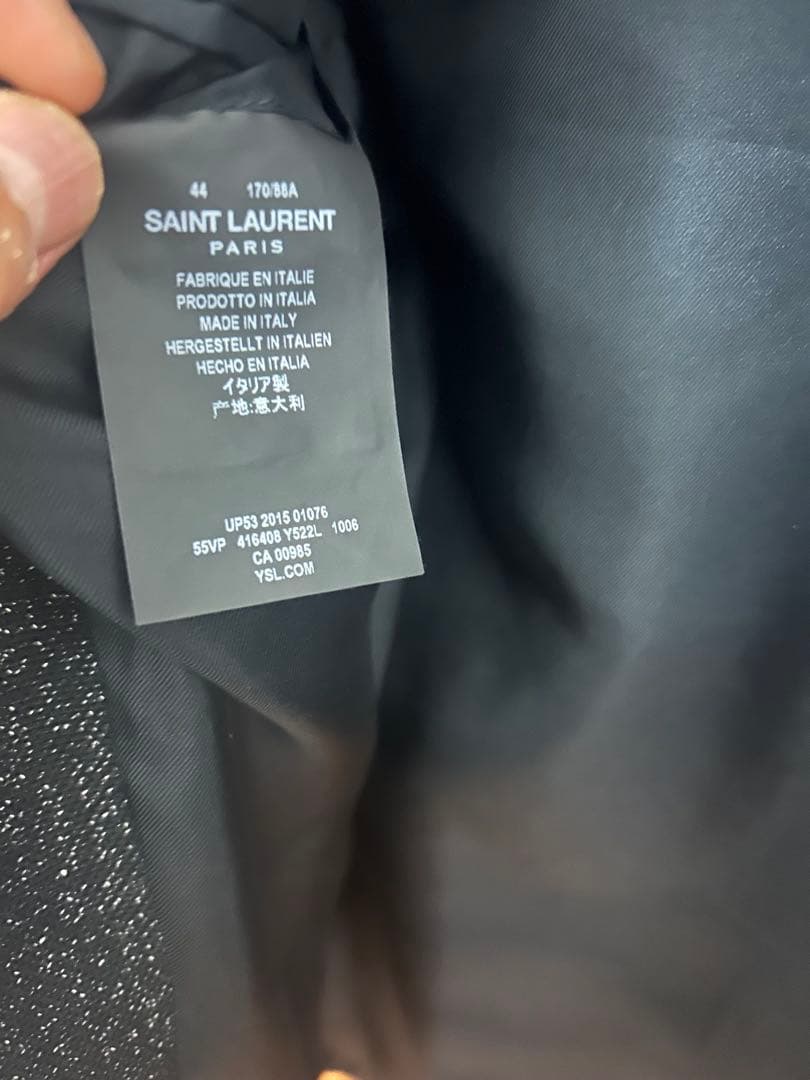 44 170/88A
SAINT LAURENT
PARIS
FABRIQUE EN ITALIE
PRODOTTO IN ITALIA
MADE IN ITALY
HERGESTELLT IN ITALIEN
HECHO EN ITALIA
イタリア製
产地:意大利
UP53 2015 01076
55VP 416408 Y522L 1006
CA 00985
YSL.COM